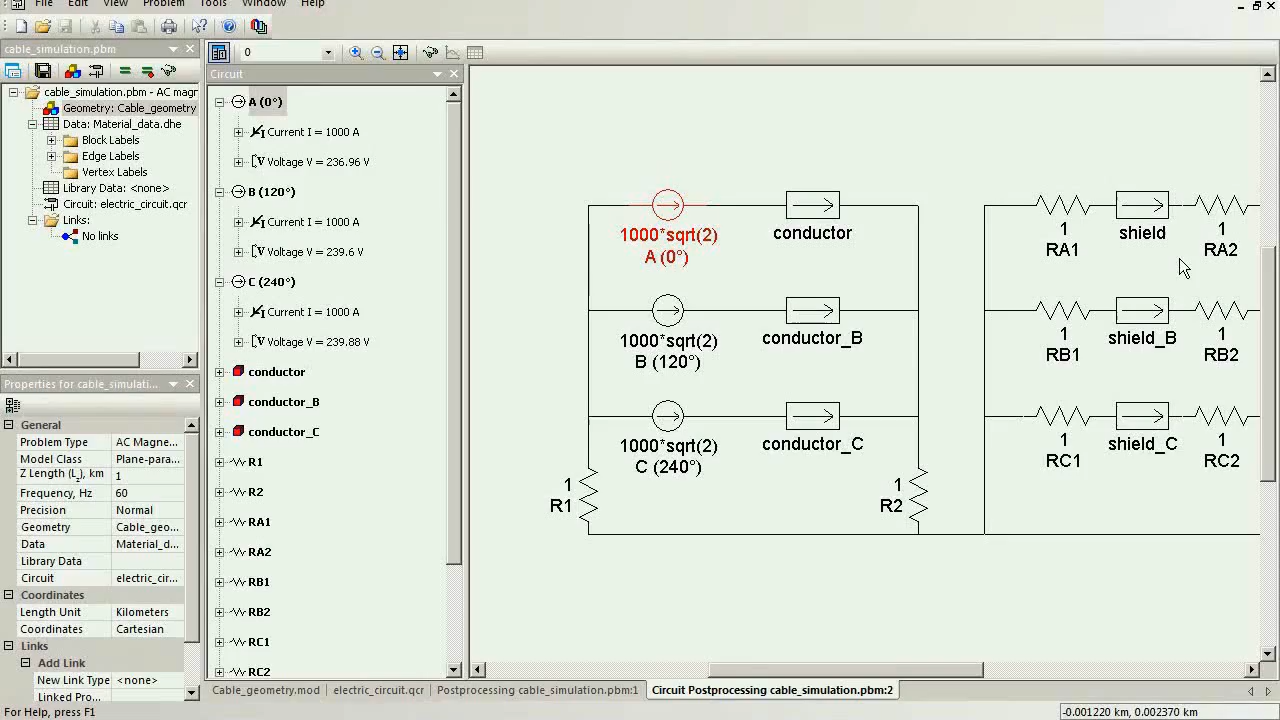 File Edit View Problem Tools Window Help
cable_simulation.pbm
0
Circuit
cable_simulation.pbm - AC magn
Geometry: Cable_geometry
Data: Material_data.dhe
Block Labels
Edge Labels
Vertex Labels
Library Data: <none>
Circuit: electric_circuit.qcr
Links:
No links
Properties for cable_simulati...
General
Problem Type AC Magne...
Model Class Plane-para...
Z Length (Lz), km 1
Frequency, Hz 60
Precision Normal
Geometry Cable_geo...
Data Material_d...
Library Data
Circuit electric_cir...
Coordinates
Length Unit Kilometers
Coordinates Cartesian
Links
Add Link
New Link Type <none>
Linked Pro...
A (0°)
Current I = 1000 A
Voltage V = 236.96 V
B (120°)
Current I = 1000 A
Voltage V = 239.6 V
C (240°)
Current I = 1000 A
Voltage V = 239.88 V
conductor
conductor_B
conductor_C
R1
R2
RA1
RA2
RB1
RB2
RC1
RC2
1000*sqrt(2)
A (0°)
conductor
1
RA1
shield
1
RA2
1000*sqrt(2)
B (120°)
conductor_B
1
RB1
shield_B
1
RB2
1000*sqrt(2)
C (240°)
conductor_C
1
RC1
shield_C
1
RC2
1
R1
1
R2
Cable_geometry.mod electric_circuit.qcr Postprocessing cable_simulation.pbm:1 Circuit Postprocessing cable_simulation.pbm:2
For Help, press F1
-0.001220 km, 0.002370 km